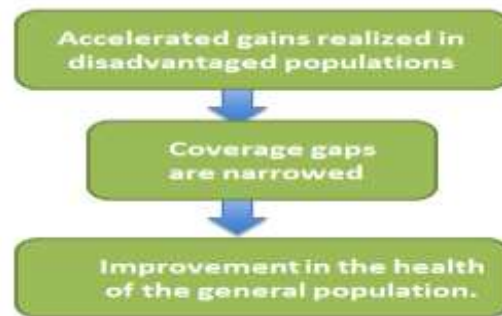 Accelerated gains realized in
disadvantaged populations
Coverage gaps
are narrowed
Improvement in the health
of the general population.